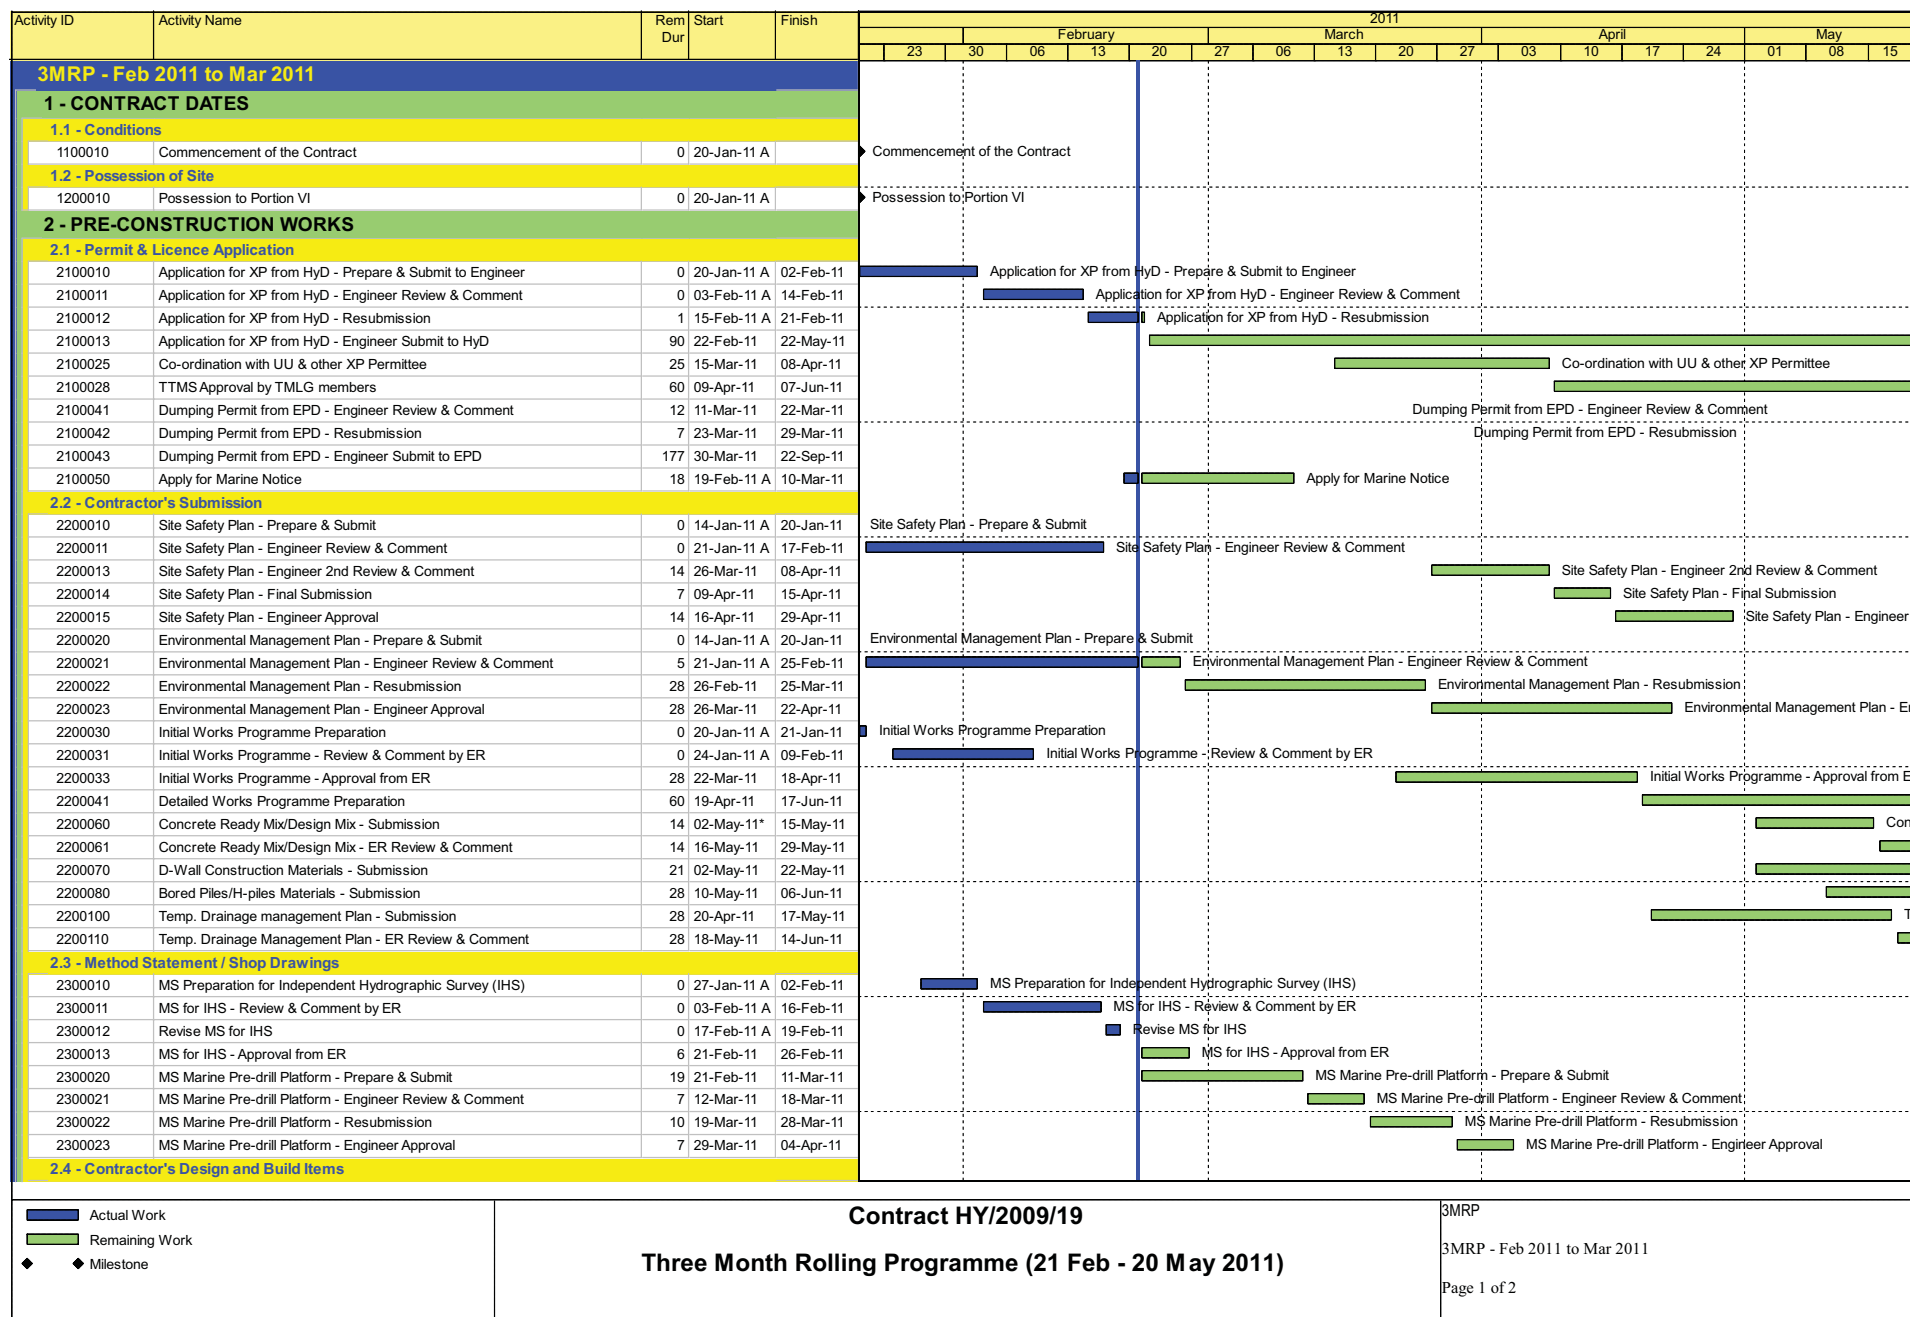 Activity ID Activity Name Rem Dur Start Finish 2011
February March April May
23 30 06 13 20 27 06 13 20 27 03 10 17 24 01 08 15
3MRP - Feb 2011 to Mar 2011
1 - CONTRACT DATES
1.1 - Conditions
1100010 Commencement of the Contract 0 20-Jan-11 A Commencement of the Contract
1.2 - Possession of Site
1200010 Possession to Portion VI 0 20-Jan-11 A Possession to Portion VI
2 - PRE-CONSTRUCTION WORKS
2.1 - Permit & Licence Application
2100010 Application for XP from HyD - Prepare & Submit to Engineer 0 20-Jan-11 A 02-Feb-11 Application for XP from HyD - Prepare & Submit to Engineer
2100011 Application for XP from HyD - Engineer Review & Comment 0 03-Feb-11 A 14-Feb-11 Application for XP from HyD - Engineer Review & Comment
2100012 Application for XP from HyD - Resubmission 1 15-Feb-11 A 21-Feb-11 Application for XP from HyD - Resubmission
2100013 Application for XP from HyD - Engineer Submit to HyD 90 22-Feb-11 22-May-11
2100025 Co-ordination with UU & other XP Permittee 25 15-Mar-11 08-Apr-11 Co-ordination with UU & other XP Permittee
2100028 TTMS Approval by TMLG members 60 09-Apr-11 07-Jun-11
2100041 Dumping Permit from EPD - Engineer Review & Comment 12 11-Mar-11 22-Mar-11 Dumping Permit from EPD - Engineer Review & Comment
2100042 Dumping Permit from EPD - Resubmission 7 23-Mar-11 29-Mar-11 Dumping Permit from EPD - Resubmission
2100043 Dumping Permit from EPD - Engineer Submit to EPD 177 30-Mar-11 22-Sep-11
2100050 Apply for Marine Notice 18 19-Feb-11 A 10-Mar-11 Apply for Marine Notice
2.2 - Contractor's Submission
2200010 Site Safety Plan - Prepare & Submit 0 14-Jan-11 A 20-Jan-11 Site Safety Plan - Prepare & Submit
2200011 Site Safety Plan - Engineer Review & Comment 0 21-Jan-11 A 17-Feb-11 Site Safety Plan - Engineer Review & Comment
2200013 Site Safety Plan - Engineer 2nd Review & Comment 14 26-Mar-11 08-Apr-11 Site Safety Plan - Engineer 2nd Review & Comment
2200014 Site Safety Plan - Final Submission 7 09-Apr-11 15-Apr-11 Site Safety Plan - Final Submission
2200015 Site Safety Plan - Engineer Approval 14 16-Apr-11 29-Apr-11 Site Safety Plan - Engineer
2200020 Environmental Management Plan - Prepare & Submit 0 14-Jan-11 A 20-Jan-11 Environmental Management Plan - Prepare & Submit
2200021 Environmental Management Plan - Engineer Review & Comment 5 21-Jan-11 A 25-Feb-11 Environmental Management Plan - Engineer Review & Comment
2200022 Environmental Management Plan - Resubmission 28 26-Feb-11 25-Mar-11 Environmental Management Plan - Resubmission
2200023 Environmental Management Plan - Engineer Approval 28 26-Mar-11 22-Apr-11 Environmental Management Plan -
2200030 Initial Works Programme Preparation 0 20-Jan-11 A 21-Jan-11 Initial Works Programme Preparation
2200031 Initial Works Programme - Review & Comment by ER 0 24-Jan-11 A 09-Feb-11 Initial Works Programme - Review & Comment by ER
2200033 Initial Works Programme - Approval from ER 28 22-Mar-11 18-Apr-11 Initial Works Programme - Approval from
2200041 Detailed Works Programme Preparation 60 19-Apr-11 17-Jun-11
2200060 Concrete Ready Mix/Design Mix - Submission 14 02-May-11* 15-May-11 Con
2200061 Concrete Ready Mix/Design Mix - ER Review & Comment 14 16-May-11 29-May-11
2200070 D-Wall Construction Materials - Submission 21 02-May-11 22-May-11
2200080 Bored Piles/H-piles Materials - Submission 28 10-May-11 06-Jun-11
2200100 Temp. Drainage management Plan - Submission 28 20-Apr-11 17-May-11 T
2200110 Temp. Drainage Management Plan - ER Review & Comment 28 18-May-11 14-Jun-11
2.3 - Method Statement / Shop Drawings
2300010 MS Preparation for Independent Hydrographic Survey (IHS) 0 27-Jan-11 A 02-Feb-11 MS Preparation for Independent Hydrographic Survey (IHS)
2300011 MS for IHS - Review & Comment by ER 0 03-Feb-11 A 16-Feb-11 MS for IHS - Review & Comment by ER
2300012 Revise MS for IHS 0 17-Feb-11 A 19-Feb-11 Revise MS for IHS
2300013 MS for IHS - Approval from ER 6 21-Feb-11 26-Feb-11 MS for IHS - Approval from ER
2300020 MS Marine Pre-drill Platform - Prepare & Submit 19 21-Feb-11 11-Mar-11 MS Marine Pre-drill Platform - Prepare & Submit
2300021 MS Marine Pre-drill Platform - Engineer Review & Comment 7 12-Mar-11 18-Mar-11 MS Marine Pre-drill Platform - Engineer Review & Comment
2300022 MS Marine Pre-drill Platform - Resubmission 10 19-Mar-11 28-Mar-11 MS Marine Pre-drill Platform - Resubmission
2300023 MS Marine Pre-drill Platform - Engineer Approval 7 29-Mar-11 04-Apr-11 MS Marine Pre-drill Platform - Engineer Approval
2.4 - Contractor's Design and Build Items
Actual Work
Remaining Work
Milestone
Contract HY/2009/19
Three Month Rolling Programme (21 Feb - 20 May 2011)
3MRP
3MRP - Feb 2011 to Mar 2011
Page 1 of 2